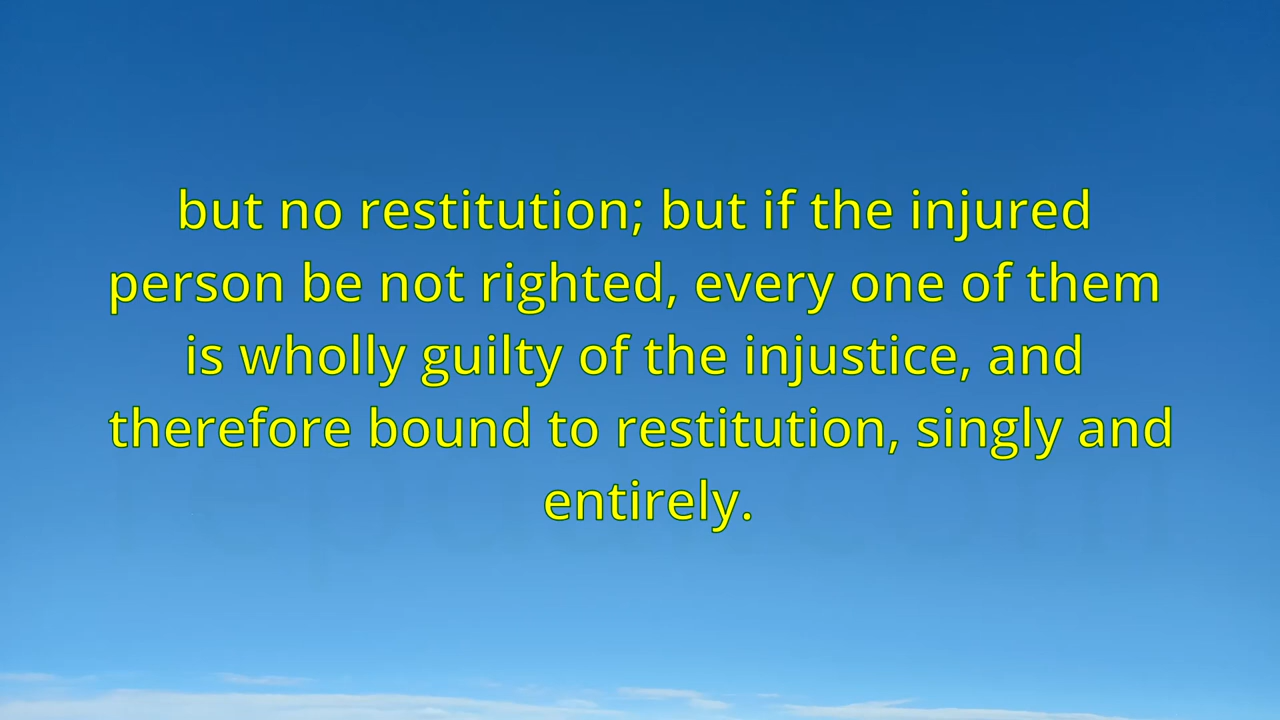 but no restitution; but if the injured
person be not righted, every one of them
is wholly guilty of the injustice, and
therefore bound to restitution, singly and
entirely.